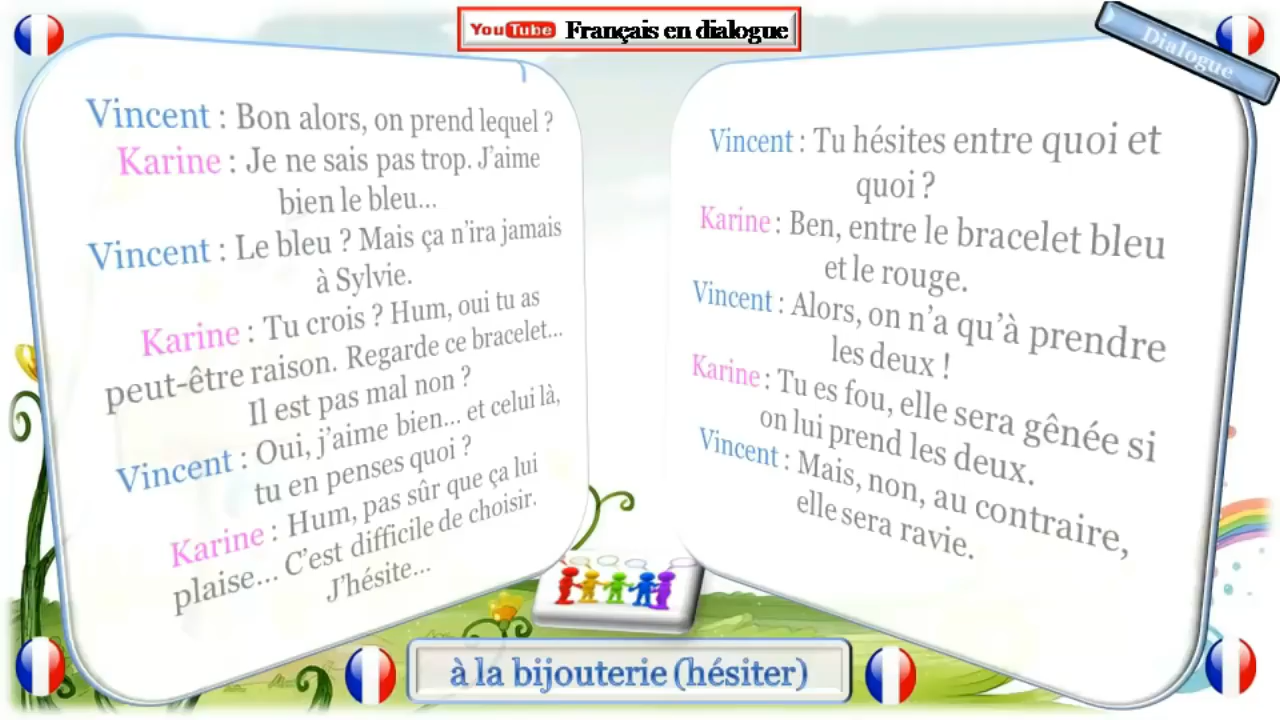 You Tube Français en dialogue
Dialogue
Vincent : Bon alors, on prend lequel ?
Karine : Je ne sais pas trop. J'aime
bien le bleu...
Vincent : Le bleu ? Mais ça n'ira jamais
à Sylvie.
Karine : Tu crois ? Hum, oui tu as
peut-être raison. Regarde ce bracelet...
Il est pas mal non ?
Vincent : Oui, j'aime bien... et celui là,
tu en penses quoi ?
Karine : Hum, pas sûr que ça lui
plaise... C'est difficile de choisir.
J'hésite...
Vincent : Tu hésites entre quoi et
quoi ?
Karine : Ben, entre le bracelet bleu
et le rouge.
Vincent : Alors, on n'a qu'à prendre
les deux !
Karine : Tu es fou, elle sera gênée si
on lui prend les deux.
Vincent : Mais, non, au contraire,
elle sera ravie.
à la bijouterie (hésiter)